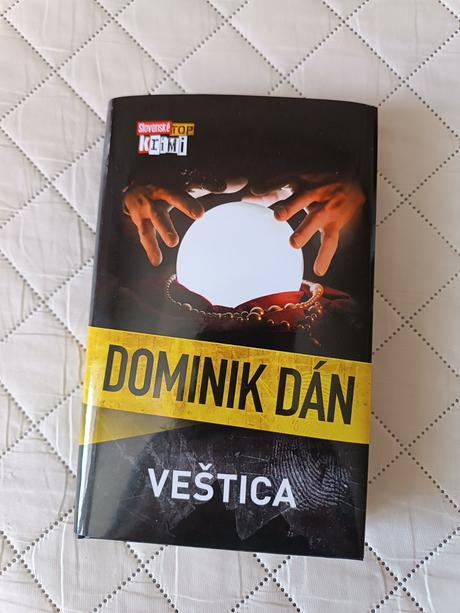 Slovenské TOP
Krimi
DOMINIK DÁN
VEŠTICA